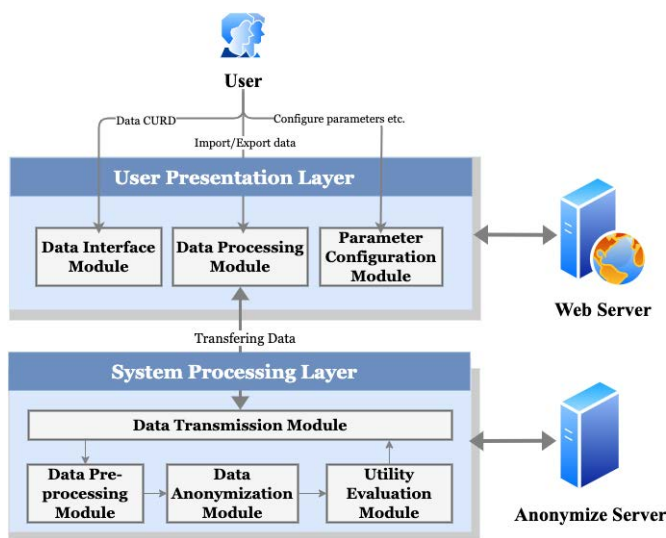 User
Data CURD
Configure parameters etc.
Import/Export data
User Presentation Layer
Data Interface
Module
Data Processing
Module
Parameter
Configuration
Module
Web Server
Transfering Data
System Processing Layer
Data Transmission Module
Data Pre-
processing
Module
Data
Anonymization
Module
Utility
Evaluation
Module
Anonymize Server